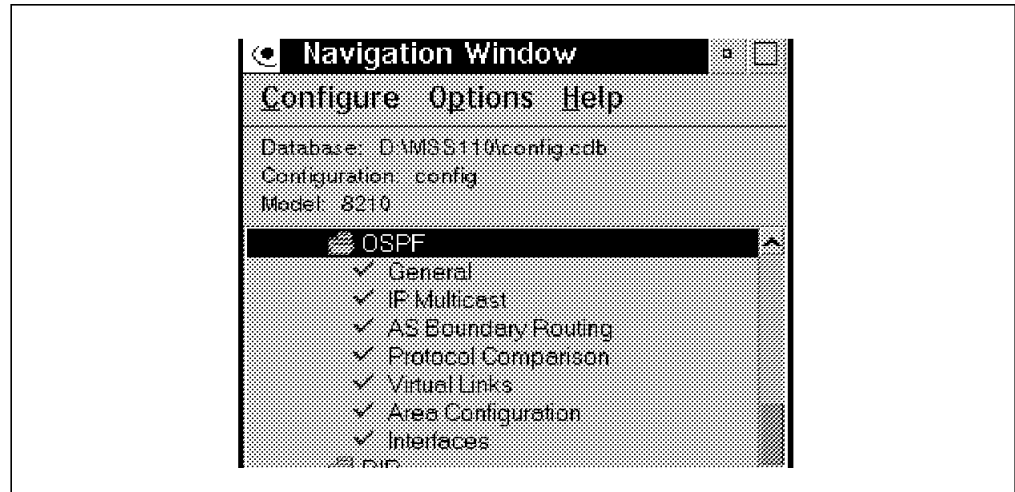 Navigation Window
Configure Options Help
Database: D:\MSS110\config.cdb
Configuration: config
Model: 8210
OSPF
General
IP Multicast
AS Boundary Routing
Protocol Comparison
Virtual Links
Area Configuration
Interfaces